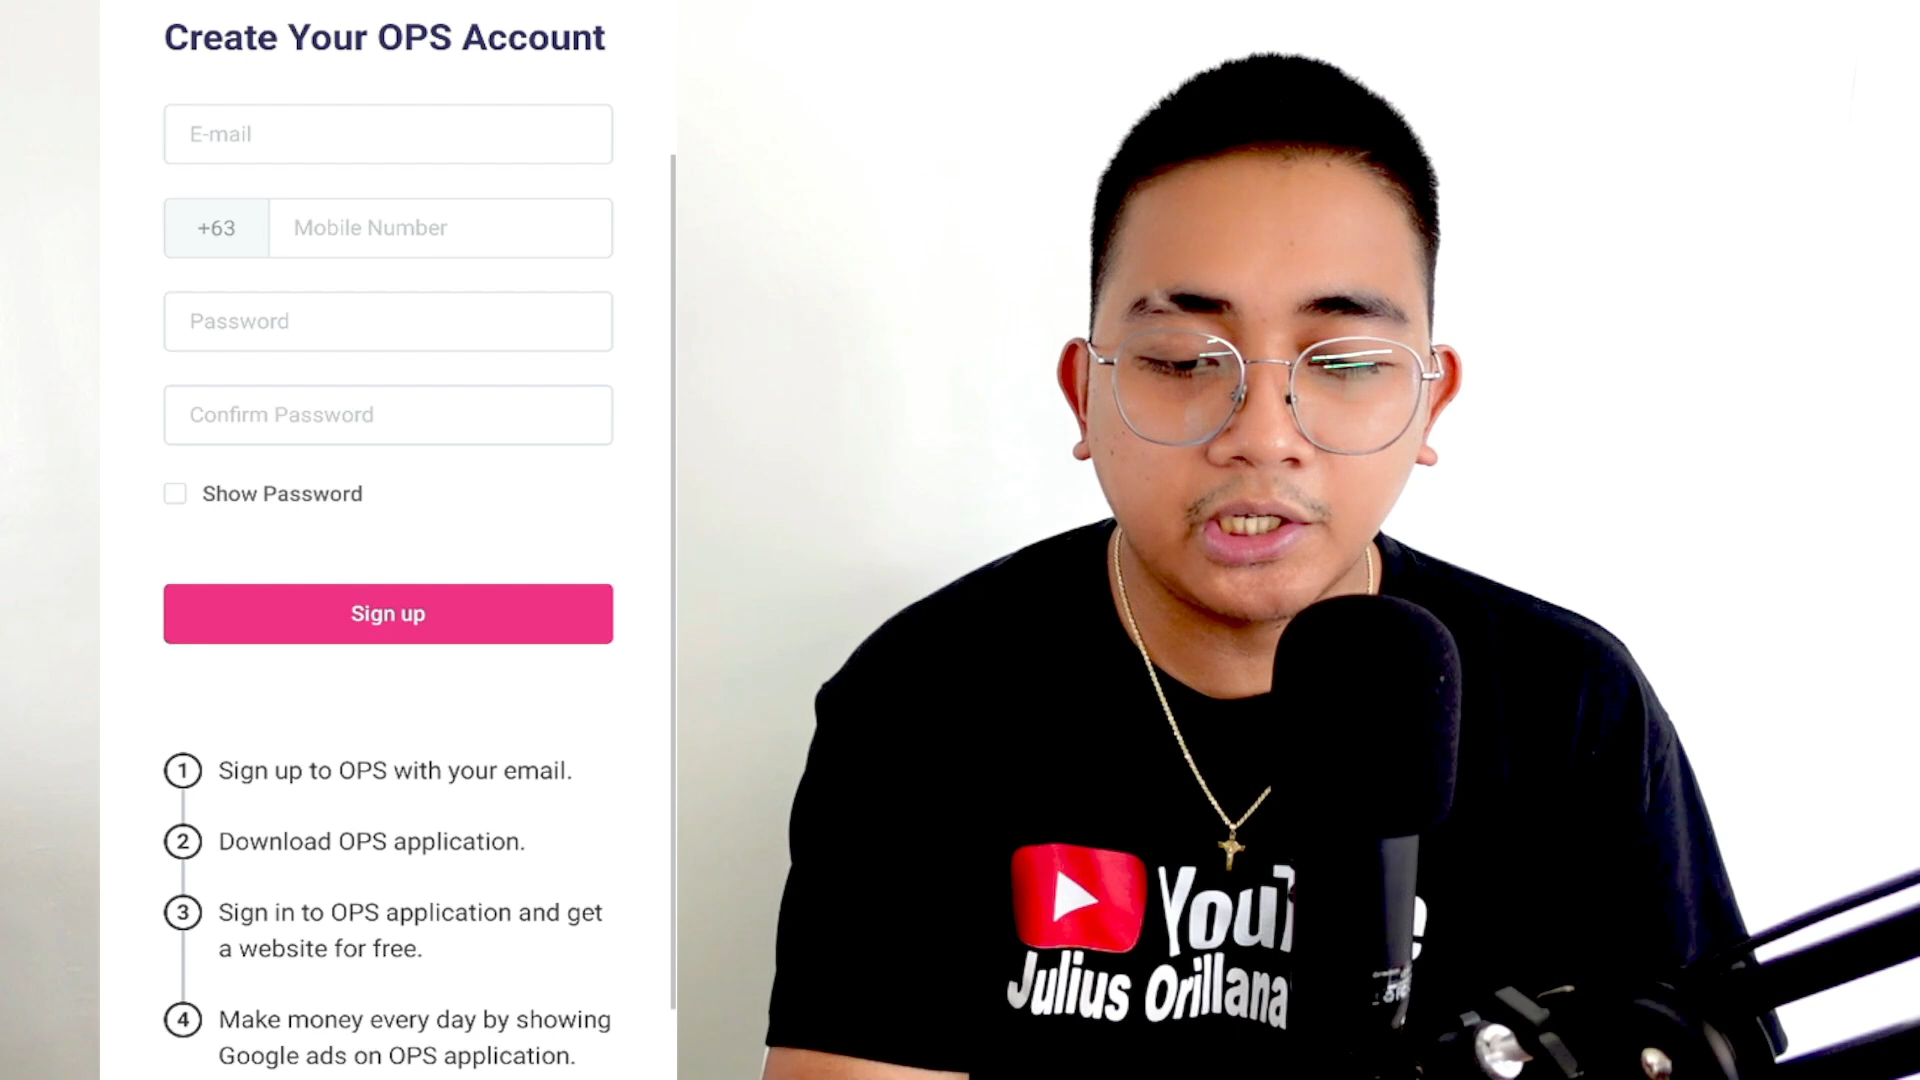 Create Your OPS Account
E-mail
+63
Mobile Number
Password
Confirm Password
Show Password
Sign up
1 Sign up to OPS with your email.
2 Download OPS application.
3 Sign in to OPS application and get
a website for free.
4 Make money every day by showing
Google ads on OPS application.
Julius Orillana